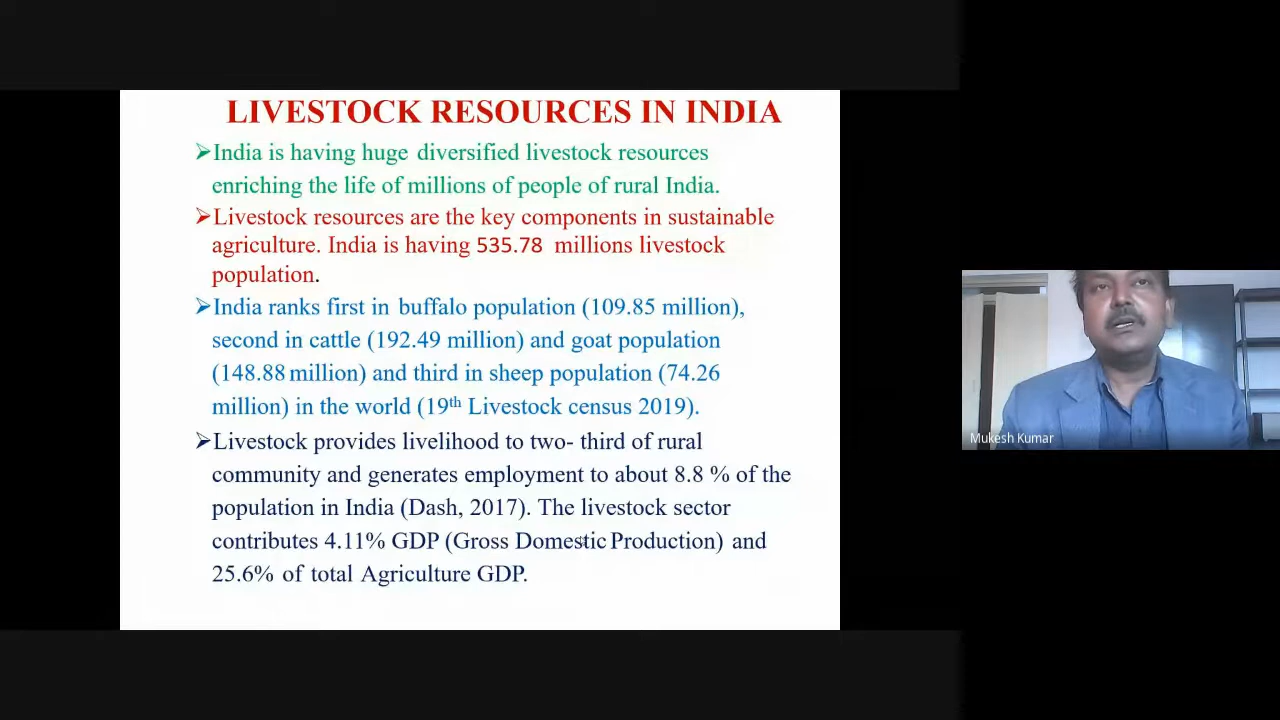 LIVESTOCK RESOURCES IN INDIA
➢India is having huge diversified livestock resources
enriching the life of millions of people of rural India.
➢Livestock resources are the key components in sustainable
agriculture. India is having 535.78 millions livestock
population.
➢India ranks first in buffalo population (109.85 million),
second in cattle (192.49 million) and goat population
(148.88 million) and third in sheep population (74.26
million) in the world (19th Livestock census 2019).
➢Livestock provides livelihood to two- third of rural
community and generates employment to about 8.8 % of the
population in India (Dash, 2017). The livestock sector
contributes 4.11% GDP (Gross Domestic Production) and
25.6% of total Agriculture GDP.
Mukesh Kumar